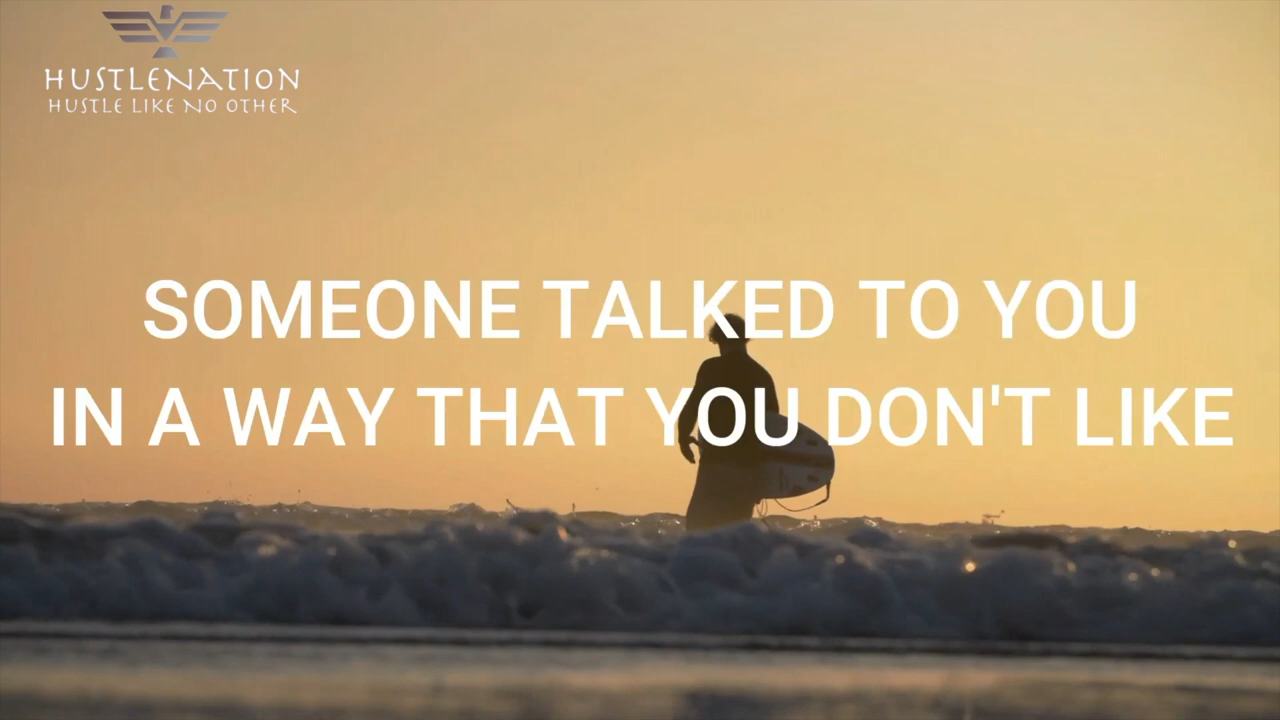 HUSTLENATION
HUSTLE LIKE NO OTHER
SOMEONE TALKED TO YOU
IN A WAY THAT YOU DON'T LIKE